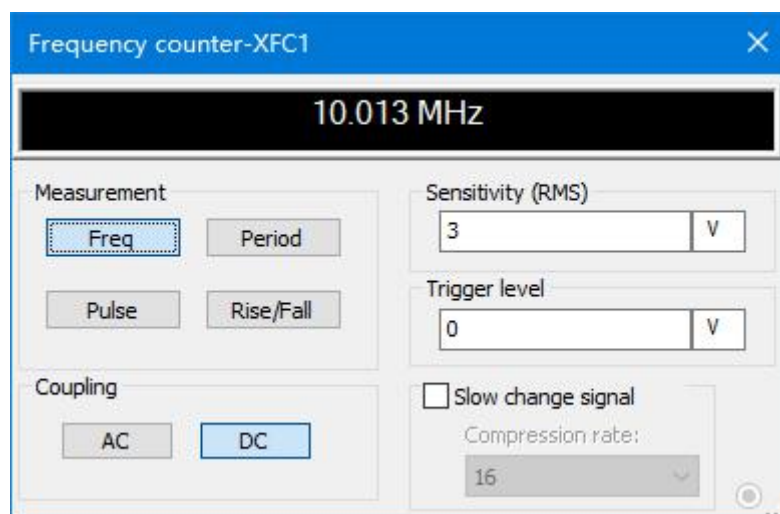 Frequency counter-XFC1
10.013 MHz
Measurement
Freq Period
Pulse Rise/Fall
Coupling
AC DC
Sensitivity (RMS)
3 V
Trigger level
0 V
Slow change signal
Compression rate:
16